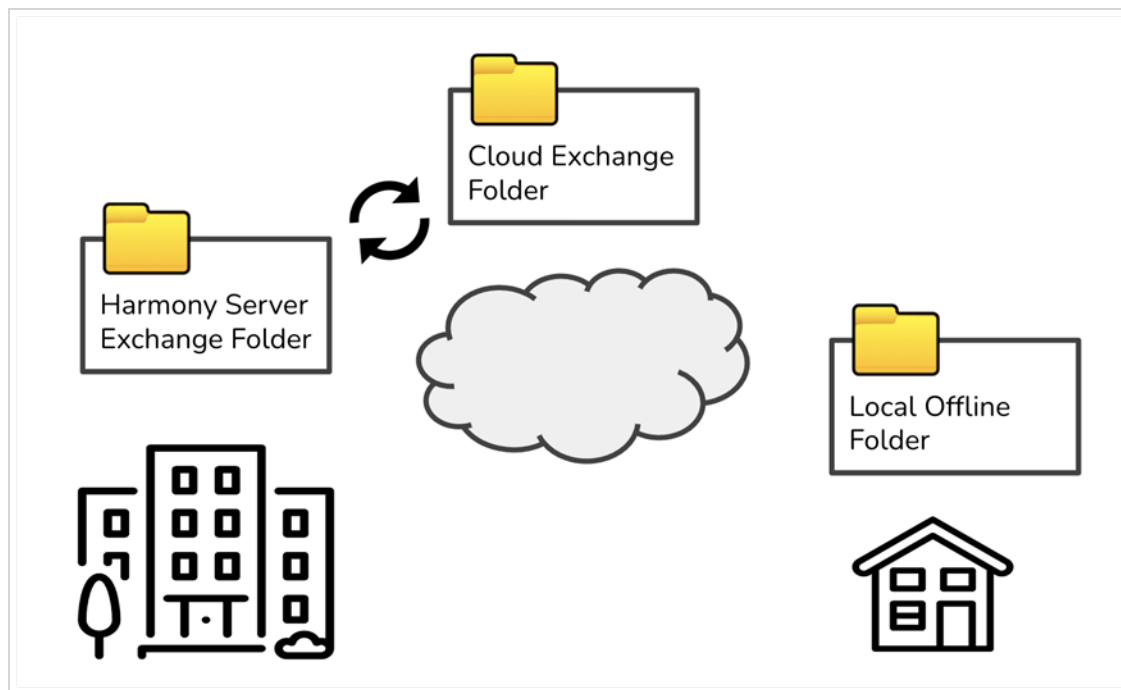 Cloud Exchange
Folder
Harmony Server
Exchange Folder
Local Offline
Folder